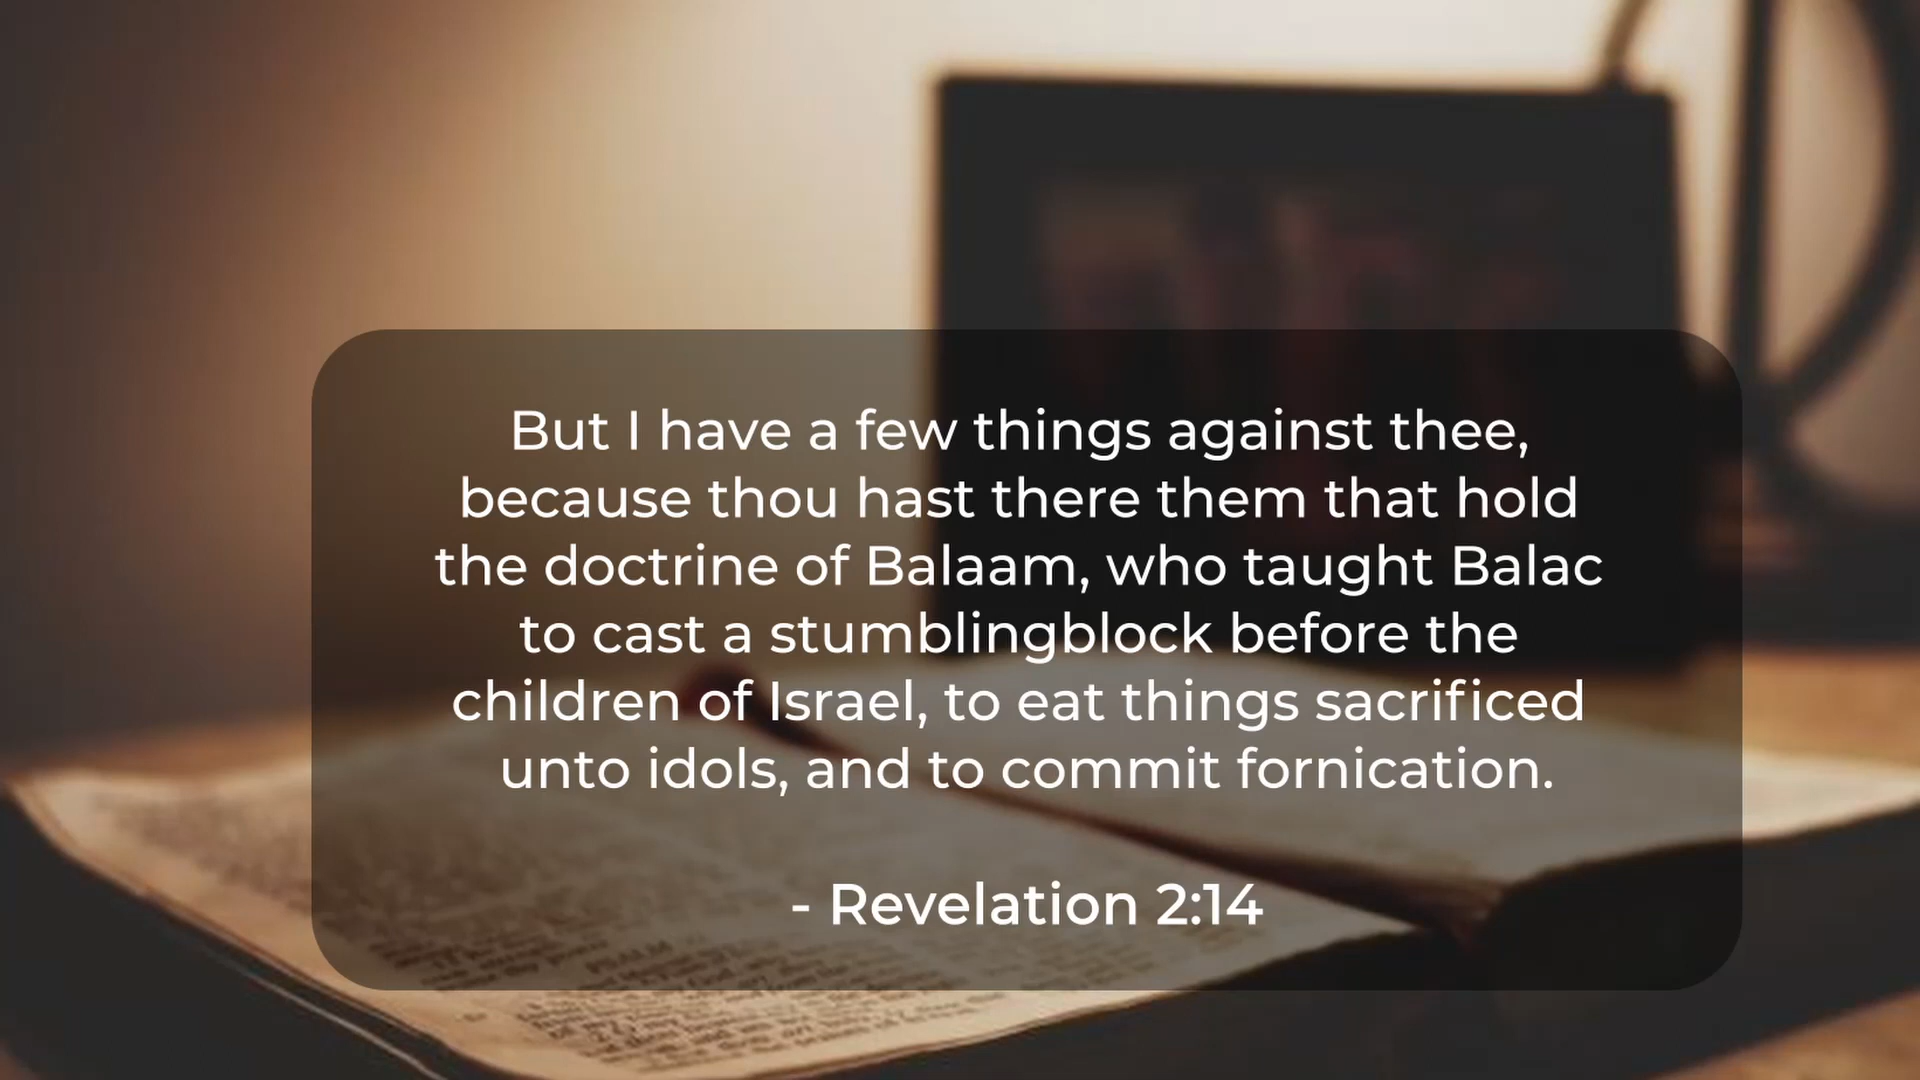 But I have a few things against thee,
because thou hast there them that hold
the doctrine of Balaam, who taught Balac
to cast a stumblingblock before the
children of Israel, to eat things sacrificed
unto idols, and to commit fornication.
- Revelation 2:14